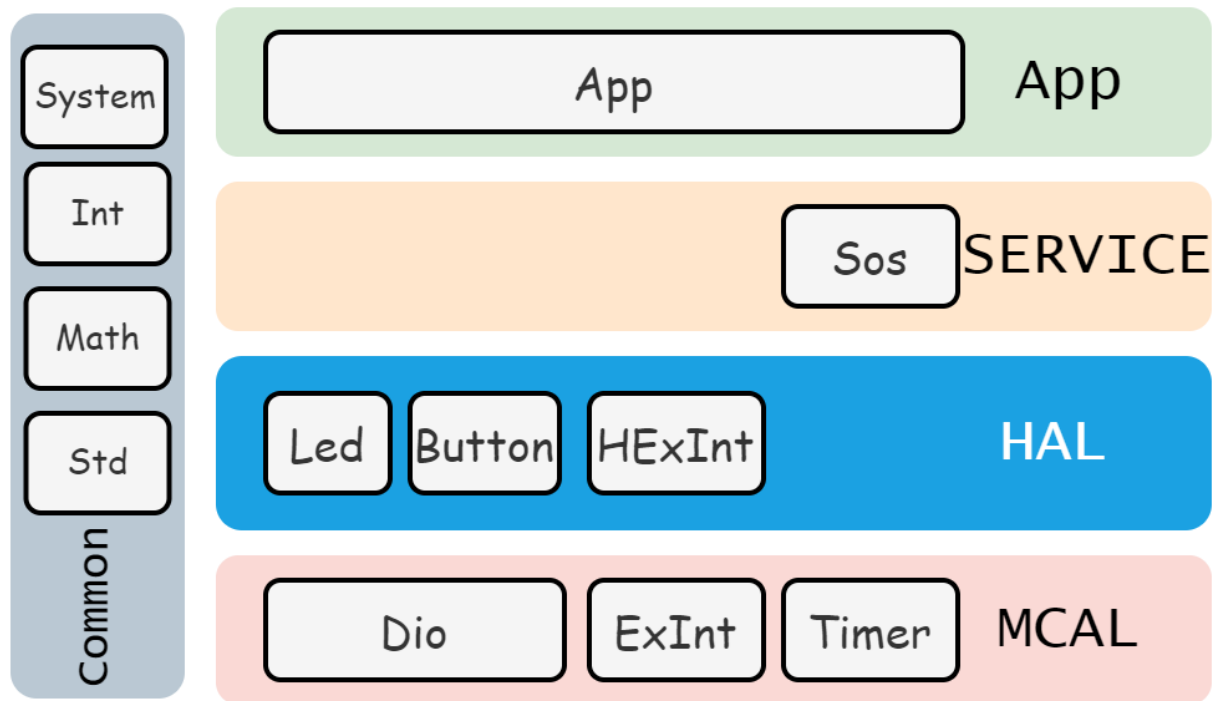 System
Int
Math
Std
Common
App
App
Sos
SERVICE
Led
Button
HExInt
HAL
Dio
ExInt
Timer
MCAL